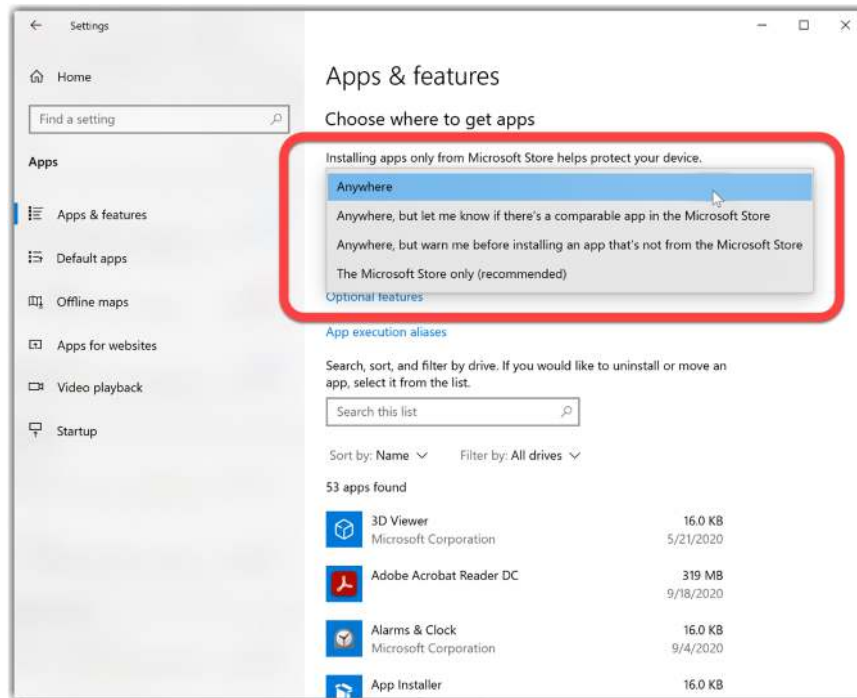 Settings
Home
Find a setting
Apps
Apps & features
Default apps
Offline maps
Apps for websites
Video playback
Startup
Apps & features
Choose where to get apps
Installing apps only from Microsoft Store helps protect your device.
Anywhere
Anywhere, but let me know if there's a comparable app in the Microsoft Store
Anywhere, but warn me before installing an app that's not from the Microsoft Store
The Microsoft Store only (recommended)
Optional features
App execution aliases
Search, sort, and filter by drive. If you would like to uninstall or move an
app, select it from the list.
Search this list
Sort by: Name Filter by: All drives
53 apps found
3D Viewer 16.0 KB
Microsoft Corporation 5/21/2020
Adobe Acrobat Reader DC 319 MB
9/18/2020
Alarms & Clock 16.0 KB
Microsoft Corporation 9/4/2020
App Installer 16.0 KB